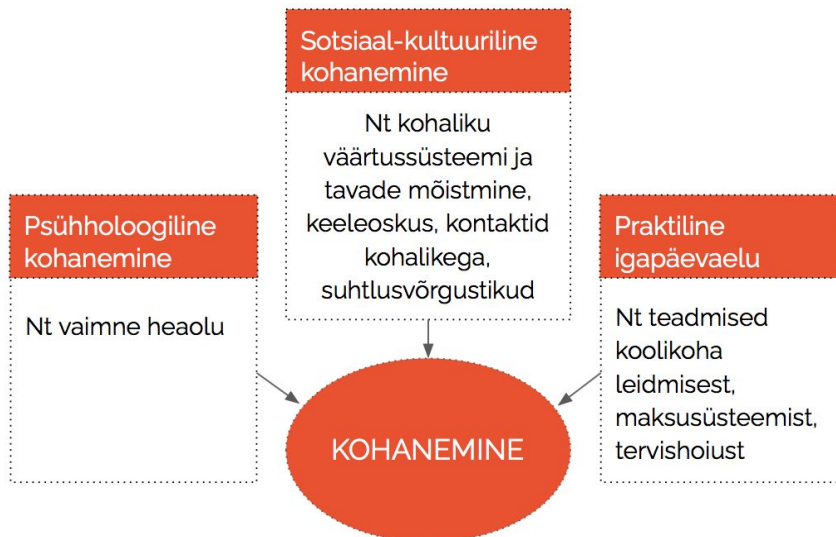 Sotsiaal-kultuuriline
kohanemine
Nt kohaliku
väärtussüsteemi ja
tavade mõistmine,
keeleoskus, kontaktid
kohalikega,
suhtlusvõrgustikud
Psühholoogiline
kohanemine
Nt vaimne heaolu
Praktiline
igapäevaelu
Nt teadmised
koolikoha
leidmisest,
maksusüsteemist,
tervishoiust
KOHANEMINE